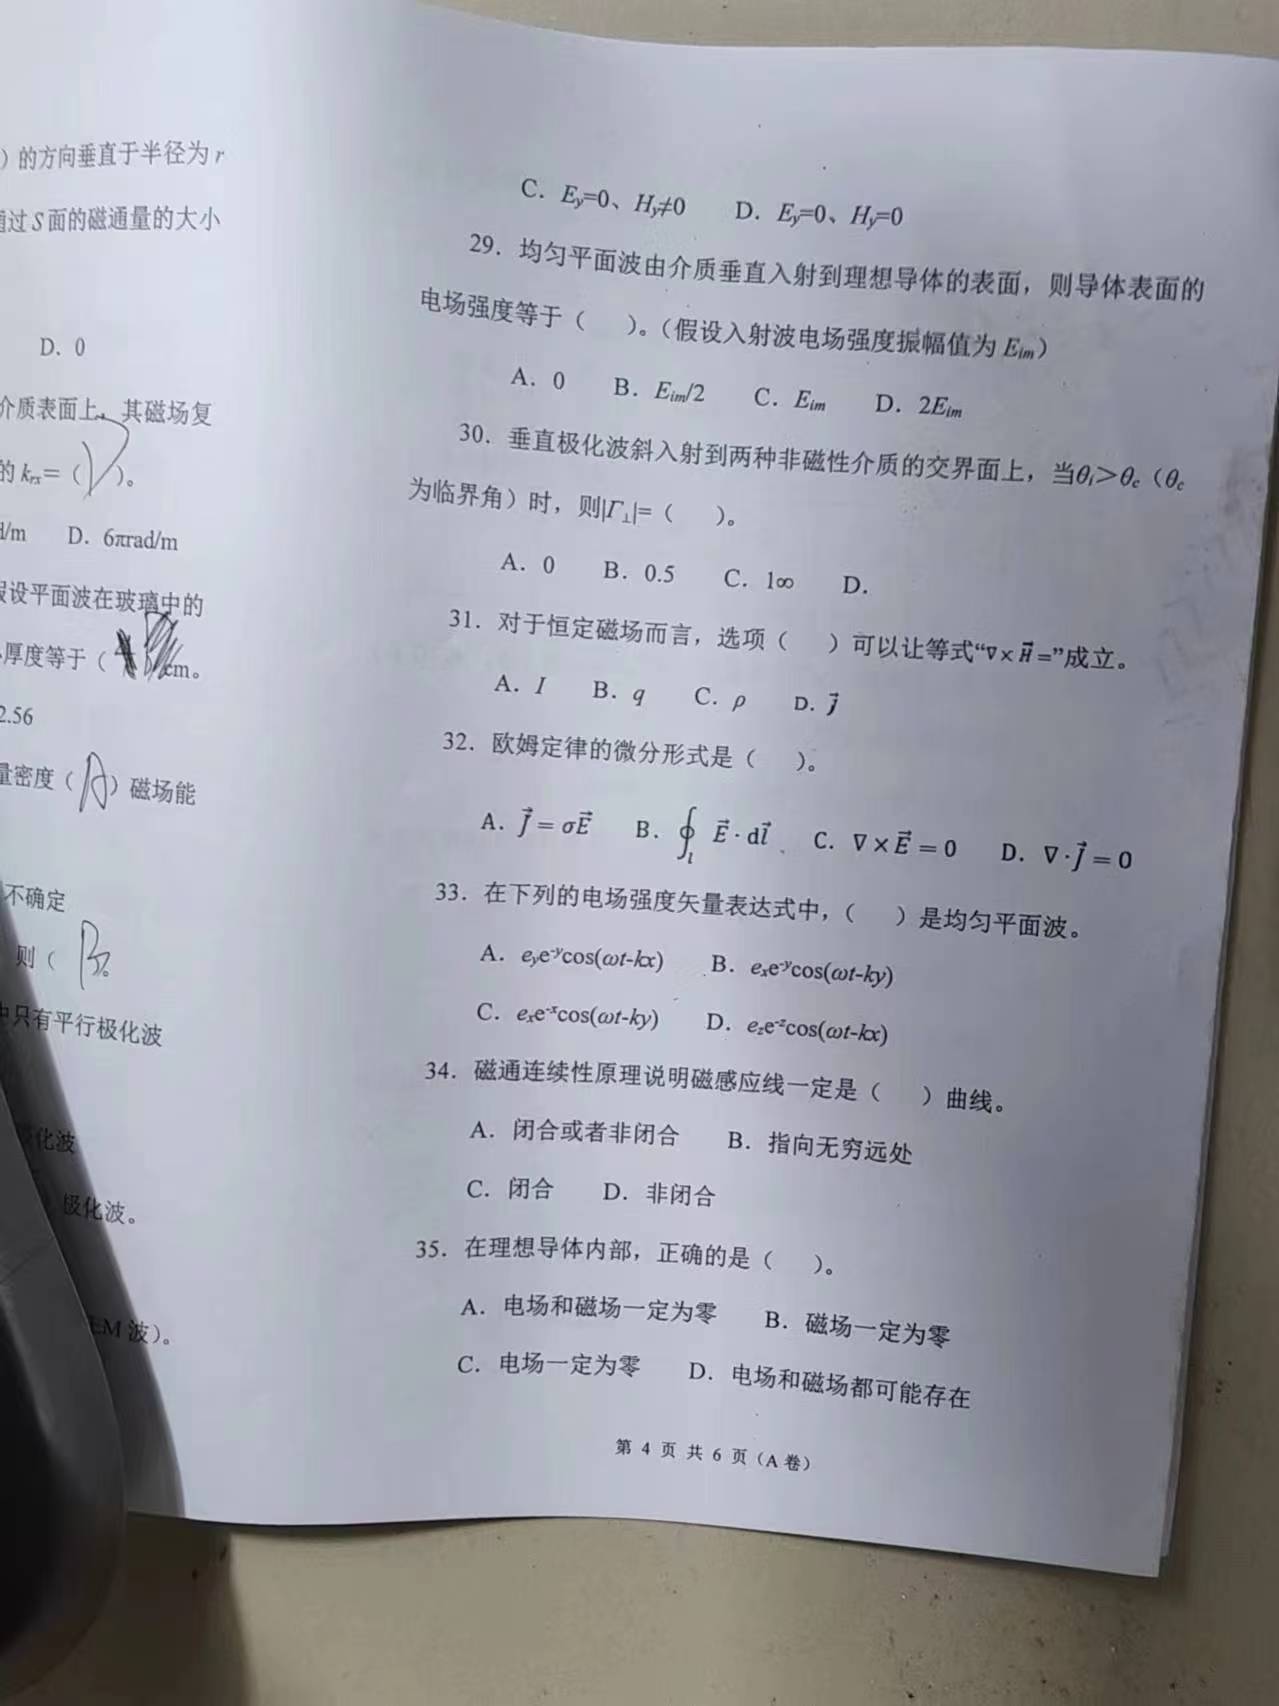 ）的方向垂直于半径为 r
通过 S 面的磁通量的大小
D．0
介质表面上，其磁场复
的 krx=（ ）。
d/m D．6πrad/m
假设平面波在玻璃中的
厚度等于（ ）cm。
2.56
量密度（A）磁场能
不确定
则（B）。
中只有平行极化波
极化波
极化波。
EM 波）。
C．Ey=0、Hy≠0 D．Ey=0、Hy=0
29．均匀平面波由介质垂直入射到理想导体的表面，则导体表面的
电场强度等于（ ）。（假设入射波电场强度振幅值为 Eim）
A．0 B．Eim/2 C．Eim D．2Eim
30．垂直极化波斜入射到两种非磁性介质的交界面上，当θi＞θc（θc
为临界角）时，则|Γ⊥|=（ ）。
A．0 B．0.5 C．1∞ D．
31．对于恒定磁场而言，选项（ ）可以让等式“∇×H⃗ =”成立。
A．I B．q C．ρ D．J⃗
32．欧姆定律的微分形式是（ ）。
A．J⃗ = σE⃗ B．∮l E⃗ · dl⃗ C．∇×E⃗ = 0 D．∇·J⃗ = 0
33．在下列的电场强度矢量表达式中，（ ）是均匀平面波。
A．eye-ycos(ωt-kx) B．exe-ycos(ωt-ky)
C．exe-xcos(ωt-ky) D．eze-zcos(ωt-kx)
34．磁通连续性原理说明磁感应线一定是（ ）曲线。
A．闭合或者非闭合 B．指向无穷远处
C．闭合 D．非闭合
35．在理想导体内部，正确的是（ ）。
A．电场和磁场一定为零 B．磁场一定为零
C．电场一定为零 D．电场和磁场都可能存在
第 4 页 共 6 页（A 卷）